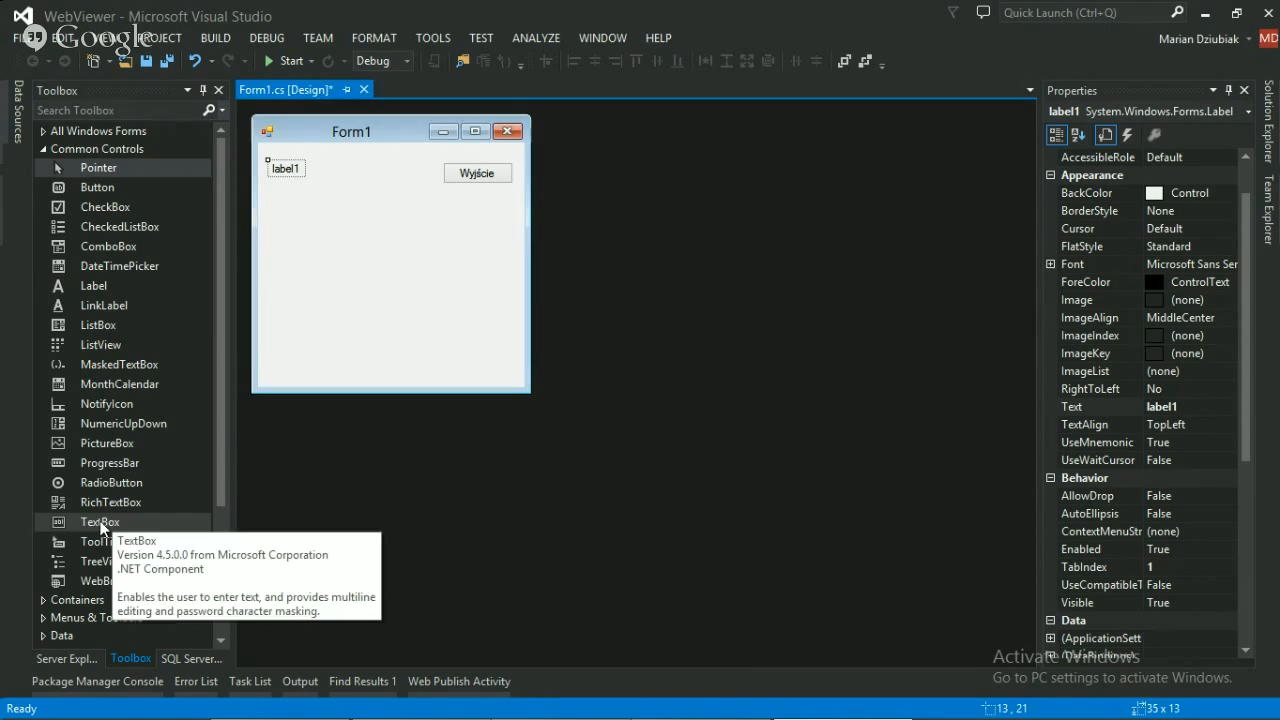 WebViewer - Microsoft Visual Studio
Quick Launch (Ctrl+Q)
Google
EDIT PROJECT BUILD DEBUG TEAM FORMAT TOOLS TEST ANALYZE WINDOW HELP
Marian Dziubiak MD
Start Debug
Data Sources
Toolbox
Search Toolbox
All Windows Forms
Common Controls
Pointer
Button
CheckBox
CheckedListBox
ComboBox
DateTimePicker
Label
LinkLabel
ListBox
ListView
MaskedTextBox
MonthCalendar
NotifyIcon
NumericUpDown
PictureBox
ProgressBar
RadioButton
RichTextBox
TextBox
ToolTi
TreeVi
WebB
Containers
Menus &
Data
Server Expl... Toolbox SQL Server...
TextBox
Version 4.5.0.0 from Microsoft Corporation
.NET Component
Enables the user to enter text, and provides multiline
editing and password character masking.
Form1.cs [Design]*
Form1
label1
Wyjście
Properties
label1 System.Windows.Forms.Label
AccessibleRole Default
Appearance
BackColor Control
BorderStyle None
Cursor Default
FlatStyle Standard
Font Microsoft Sans Ser
ForeColor ControlText
Image (none)
ImageAlign MiddleCenter
ImageIndex (none)
ImageKey (none)
ImageList (none)
RightToLeft No
Text label1
TextAlign TopLeft
UseMnemonic True
UseWaitCursor False
Behavior
AllowDrop False
AutoEllipsis False
ContextMenuStr (none)
Enabled True
TabIndex 1
UseCompatibleT False
Visible True
Data
(ApplicationSett
Solution Explorer
Team Explorer
Activate Windows
Go to PC settings to activate Windows.
Package Manager Console Error List Task List Output Find Results 1 Web Publish Activity
Ready
13 , 21
35 x 13